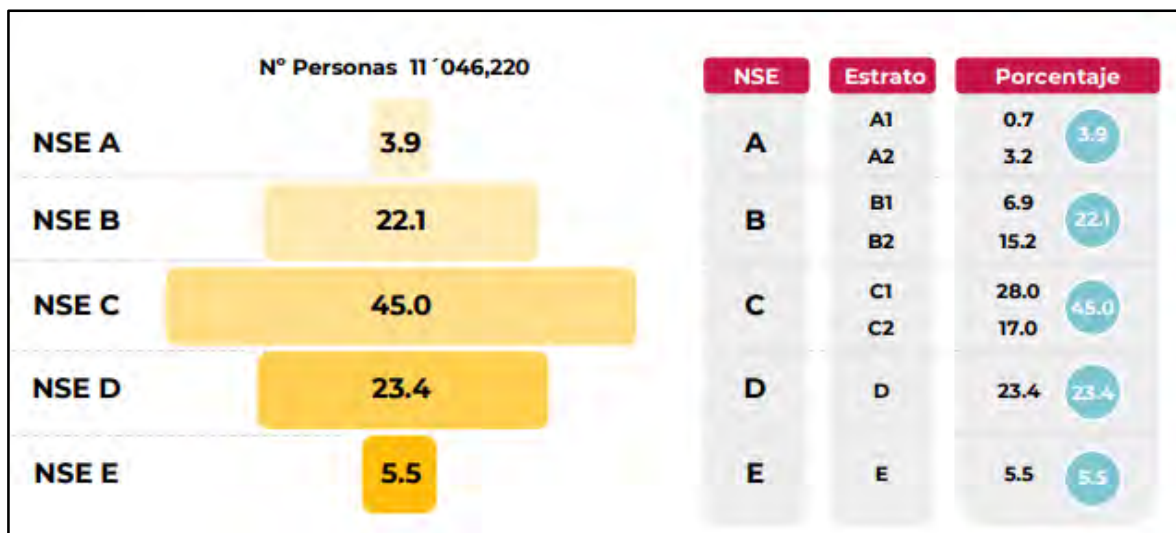 Nº Personas 11´046,220
NSE A 3.9
NSE B 22.1
NSE C 45.0
NSE D 23.4
NSE E 5.5
NSE Estrato Porcentaje
A A1 0.7 3.9
A2 3.2
B B1 6.9 22.1
B2 15.2
C C1 28.0 45.0
C2 17.0
D D 23.4 23.4
E E 5.5 5.5